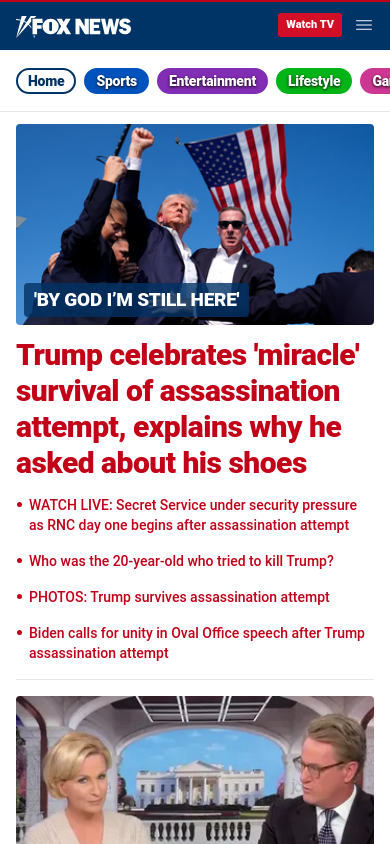 FOX NEWS
Watch TV
Home
Sports
Entertainment
Lifestyle
'BY GOD I’M STILL HERE'
Trump celebrates 'miracle'
survival of assassination
attempt, explains why he
asked about his shoes
WATCH LIVE: Secret Service under security pressure
as RNC day one begins after assassination attempt
Who was the 20-year-old who tried to kill Trump?
PHOTOS: Trump survives assassination attempt
Biden calls for unity in Oval Office speech after Trump
assassination attempt